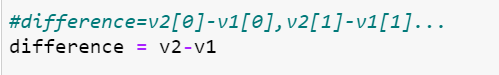 #difference=v2[0]-v1[0],v2[1]-v1[1]...
difference = v2-v1